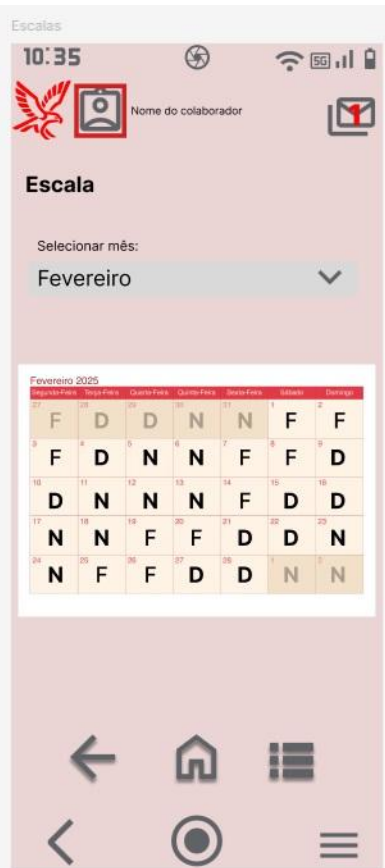 Escalas
10:35
5G
Nome do colaborador
1
Escala
Selecionar mês:
Fevereiro
Fevereiro 2025
Segunda-Feira Terça-Feira Quarta-Feira Quinta-Feira Sexta-Feira Sábado Domingo
27 28 29 30 31 1 2
F D D N N F F
3 4 5 6 7 8 9
F D N N F F D
10 11 12 13 14 15 16
D N N N F D D
17 18 19 20 21 22 23
N N F F D D N
24 25 26 27 28 1 2
N F F D D N N